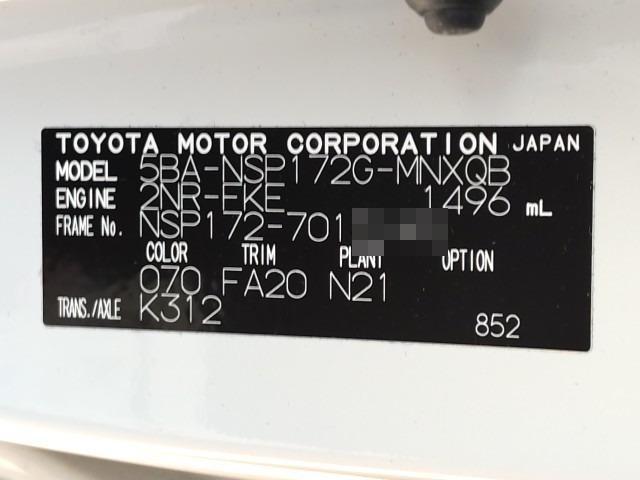 TOYOTA MOTOR CORPORATION JAPAN
MODEL 5BA-NSP172G-MNXQB
ENGINE 2NR-FKE 1496 mL
FRAME No. NSP172-701
COLOR TRIM PLANT OPTION
070 FA20 N21
TRANS./AXLE K312
852